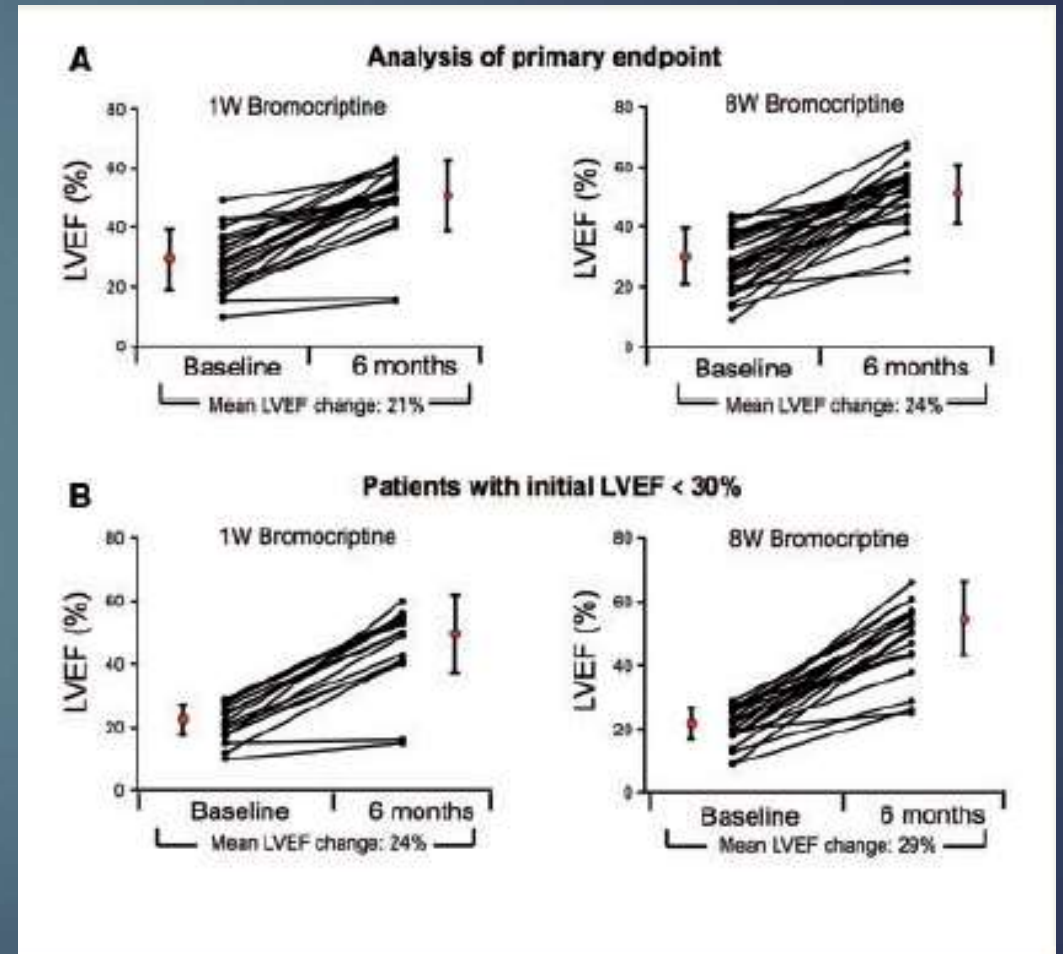 A
Analysis of primary endpoint
1W Bromocriptine
LVEF (%)
80
60
40
20
0
Baseline
6 months
Mean LVEF change: 21%
8W Bromocriptine
LVEF (%)
80
60
40
20
0
Baseline
6 months
Mean LVEF change: 24%
B
Patients with initial LVEF < 30%
1W Bromocriptine
LVEF (%)
80
60
40
20
0
Baseline
6 months
Mean LVEF change: 24%
8W Bromocriptine
LVEF (%)
80
60
40
20
0
Baseline
6 months
Mean LVEF change: 29%